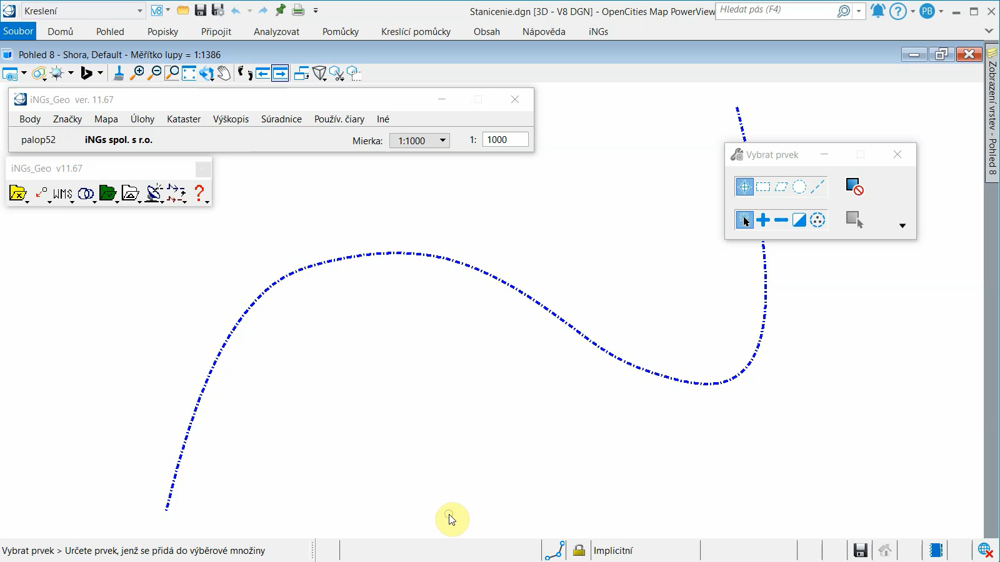 Kreslení
V8
Stanicenie.dgn [3D - V8 DGN] - OpenCities Map PowerView
Hledat pás (F4)
PB
Soubor
Domů
Pohled
Popisky
Připojit
Analyzovat
Pomůcky
Kreslící pomůcky
Obsah
Nápověda
iNGs
Pohled 8 - Shora, Default - Měřítko lupy = 1:1386
Zobrazení vrstev - Pohled 8
iNGs_Geo ver. 11.67
Body
Značky
Mapa
Úlohy
Kataster
Výškopis
Súradnice
Použív. čiary
Iné
palop52
iNGs spol. s r.o.
Mierka:
1:1000
1:
1000
iNGs_Geo v11.67
WMS
?
Vybrat prvek
Vybrat prvek > Určete prvek, jenž se přidá do výběrové množiny
Implicitní